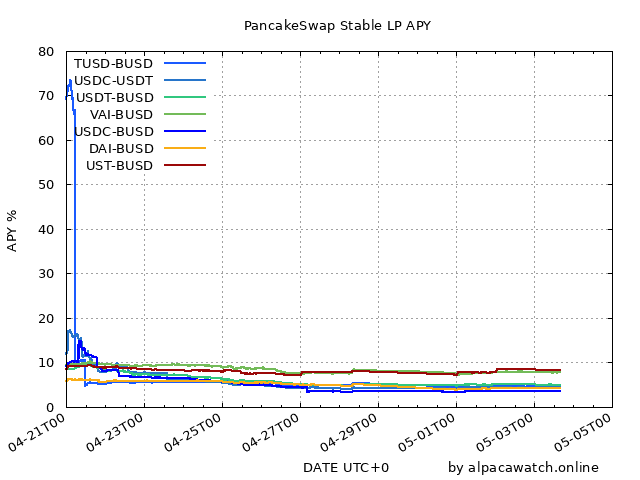 PancakeSwap Stable LP APY
80
70
60
50
40
30
20
10
0
APY %
TUSD-BUSD
USDC-USDT
USDT-BUSD
VAI-BUSD
USDC-BUSD
DAI-BUSD
UST-BUSD
04-21T00
04-23T00
04-25T00
04-27T00
04-29T00
05-01T00
05-03T00
05-05T00
DATE UTC+0
by alpacawatch.online